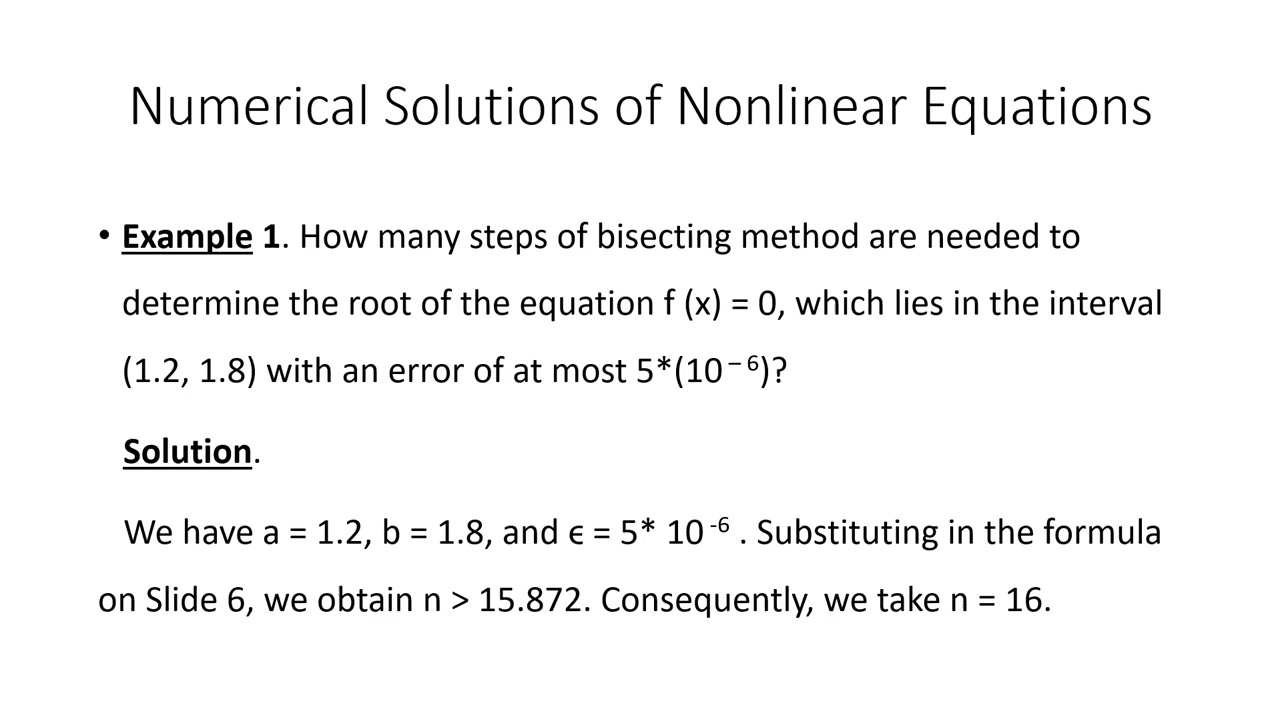 Numerical Solutions of Nonlinear Equations
• Example 1. How many steps of bisecting method are needed to
determine the root of the equation f (x) = 0, which lies in the interval
(1.2, 1.8) with an error of at most 5*(10⁻⁶)?
Solution.
We have a = 1.2, b = 1.8, and ϵ = 5* 10⁻⁶ . Substituting in the formula
on Slide 6, we obtain n > 15.872. Consequently, we take n = 16.